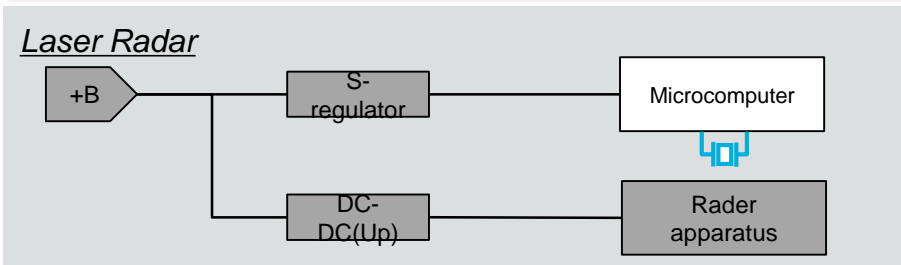 Laser Radar
+B
S-
regulator
Microcomputer
DC-
DC(Up)
Rader
apparatus